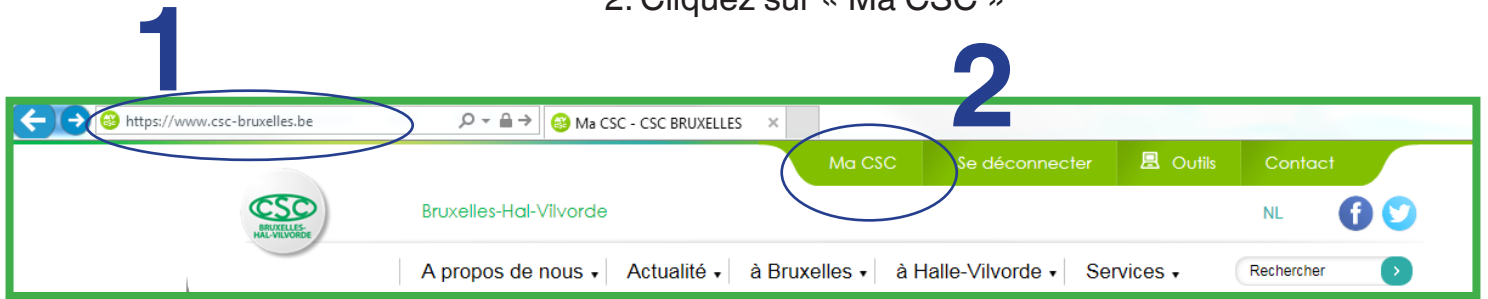 2. Cliquez sur « Ma CSC »
1
2
https://www.csc-bruxelles.be
Ma CSC - CSC BRUXELLES
Ma CSC
Se déconnecter
Outils
Contact
CSC
BRUXELLES-
HAL-VILVORDE
Bruxelles-Hal-Vilvorde
NL
A propos de nous
Actualité
à Bruxelles
à Halle-Vilvorde
Services
Rechercher